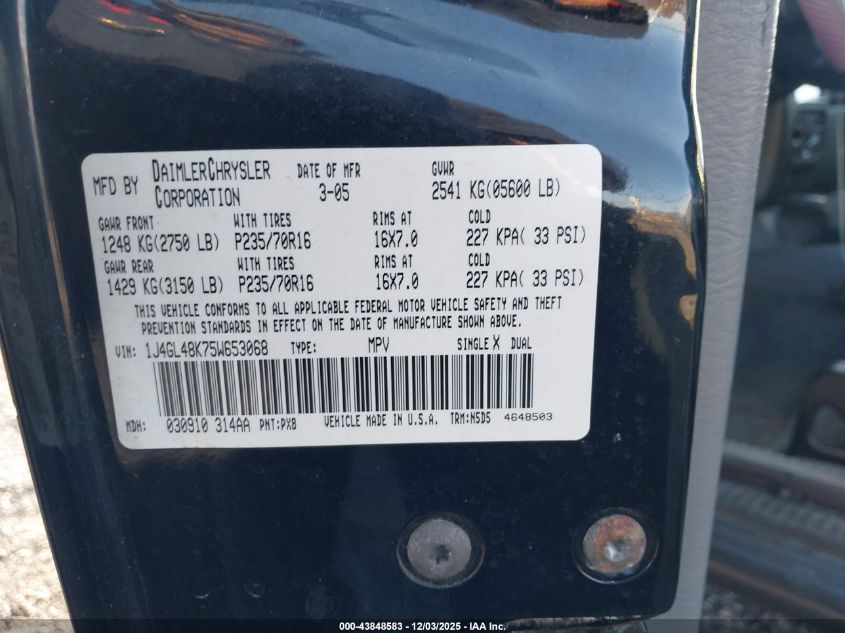 MFD BY DAIMLERCHRYSLER CORPORATION DATE OF MFR 3-05 GVWR 2541 KG(05600 LB)
GAWR FRONT WITH TIRES RIMS AT COLD
1248 KG(2750 LB) P235/70R16 16X7.0 227 KPA( 33 PSI)
GAWR REAR WITH TIRES RIMS AT COLD
1429 KG(3150 LB) P235/70R16 16X7.0 227 KPA( 33 PSI)
THIS VEHICLE CONFORMS TO ALL APPLICABLE FEDERAL MOTOR VEHICLE SAFETY AND THEFT
PREVENTION STANDARDS IN EFFECT ON THE DATE OF MANUFACTURE SHOWN ABOVE.
VIN: 1J4GL48K75W653068 TYPE: MPV SINGLE X DUAL
MDH: 030910 314AA PNT:PX8 VEHICLE MADE IN U.S.A. TRM:N5D5 4648503
000-43848583 / 12/03/2025 - IAA Inc.